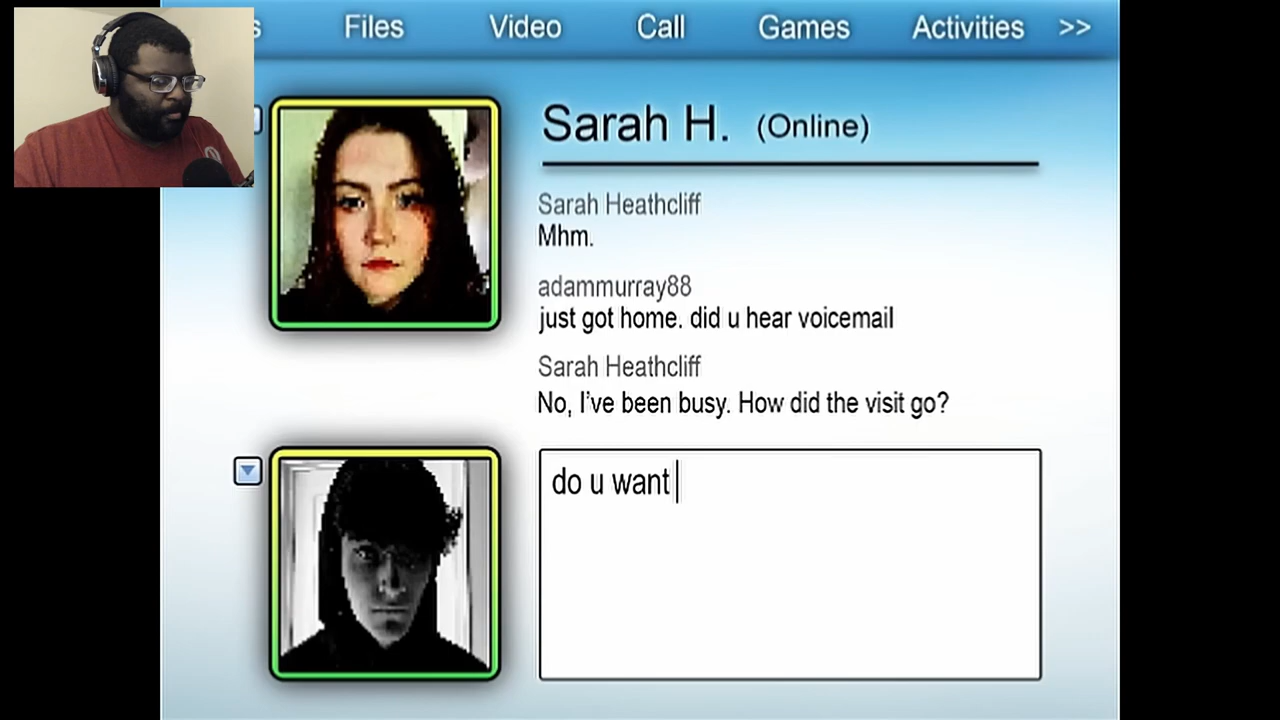 s Files Video Call Games Activities >>
Sarah H. (Online)
Sarah Heathcliff
Mhm.
adammurray88
just got home. did u hear voicemail
Sarah Heathcliff
No, I've been busy. How did the visit go?
do u want